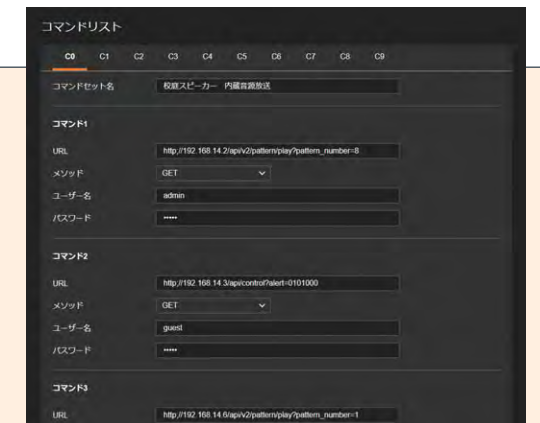 コマンドリスト
C0 C1 C2 C3 C4 C5 C6 C7 C8 C9
コマンドセット名 校庭スピーカー 内蔵音源放送
コマンド1
URL http://192.168.14.2/api/v2/pattern/play?pattern_number=8
メソッド GET
ユーザー名 admin
パスワード •••••
コマンド2
URL http://192.168.14.3/api/control?alert=0101000
メソッド GET
ユーザー名 guest
パスワード •••••
コマンド3
URL http://192.168.14.6/api/v2/pattern/play?pattern_number=1